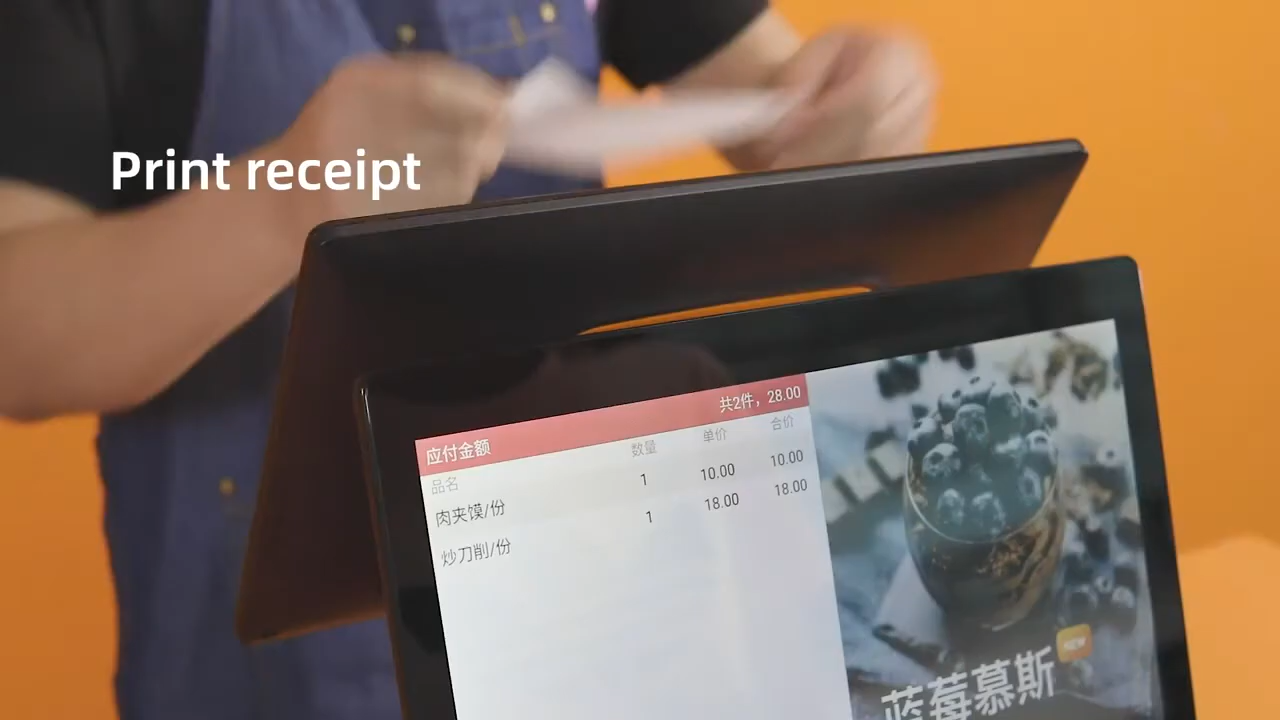 Print receipt
应付金额 共2件，28.00
品名 数量 单价 合价
肉夹馍/份 1 10.00 10.00
炒刀削/份 1 18.00 18.00
NEW
蓝莓慕斯